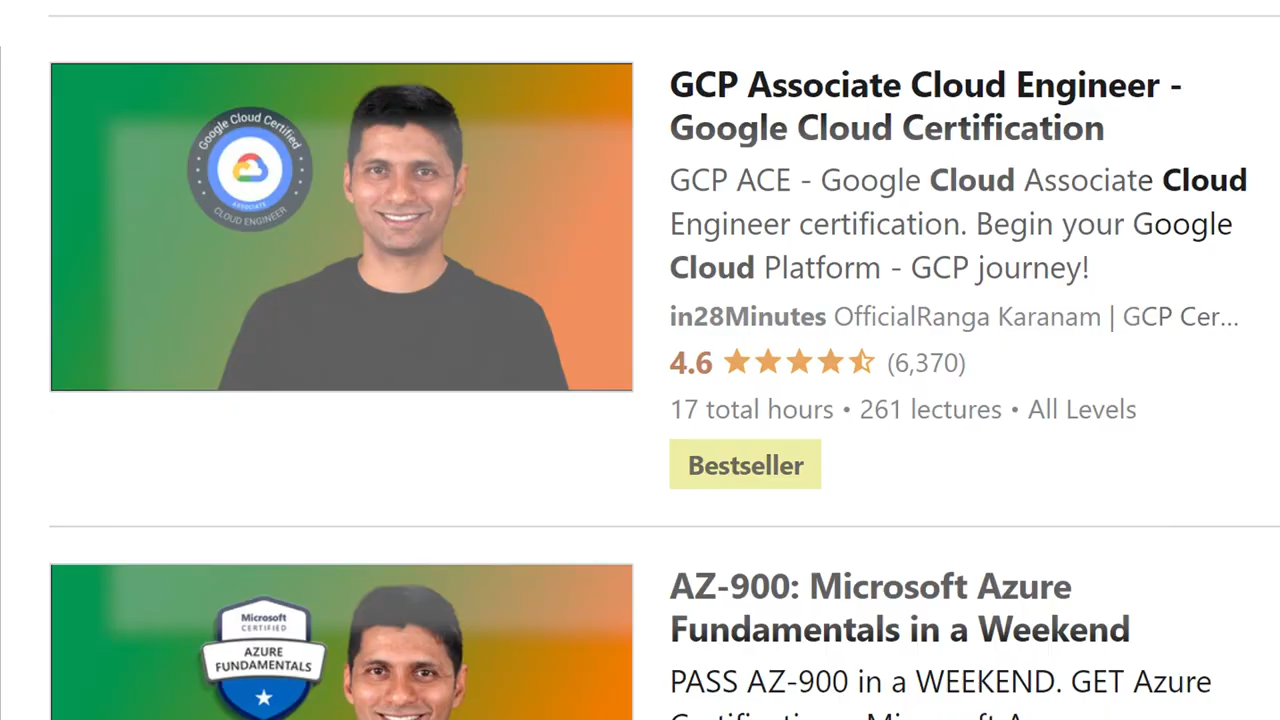 Google Cloud Certified
ASSOCIATE
CLOUD ENGINEER
GCP Associate Cloud Engineer -
Google Cloud Certification
GCP ACE - Google Cloud Associate Cloud
Engineer certification. Begin your Google
Cloud Platform - GCP journey!
in28Minutes OfficialRanga Karanam | GCP Cer...
4.6 (6,370)
17 total hours • 261 lectures • All Levels
Bestseller
Microsoft
CERTIFIED
AZURE
FUNDAMENTALS
AZ-900: Microsoft Azure
Fundamentals in a Weekend
PASS AZ-900 in a WEEKEND. GET Azure